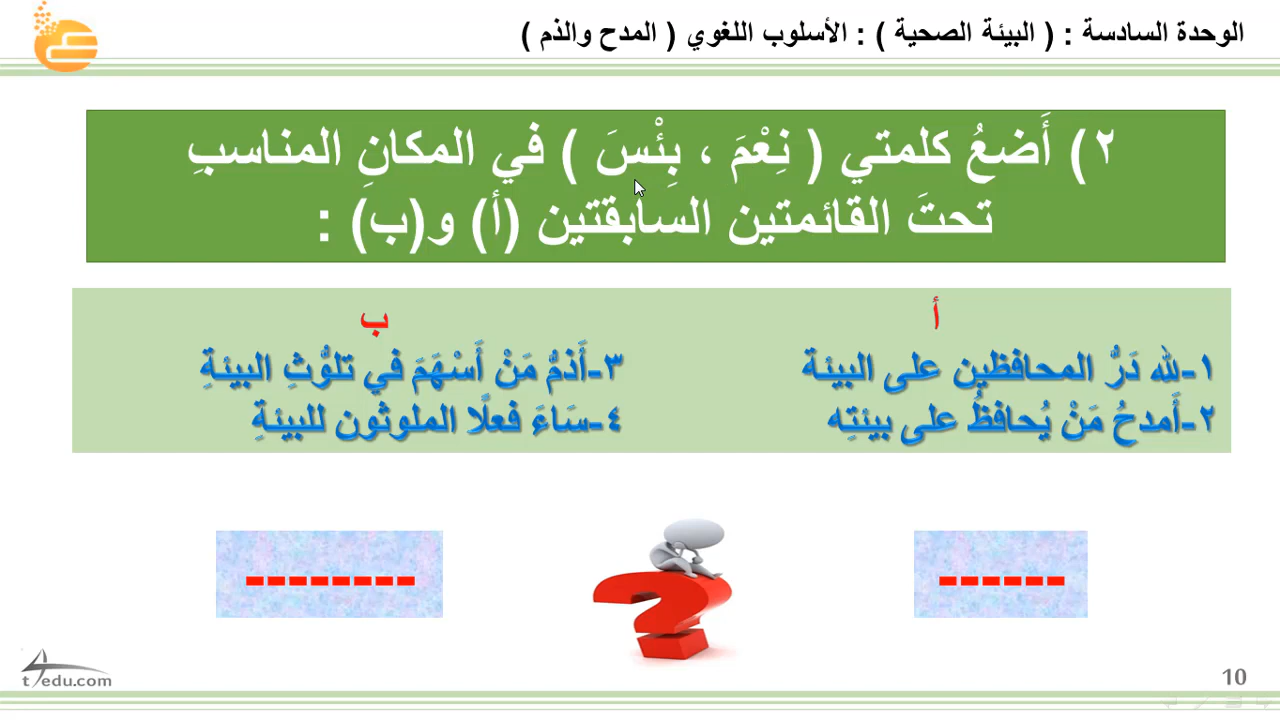 الوحدة السادسة : ( البيئة الصحية ) : الأسلوب اللغوي ( المدح والذم )
٢) أَضعُ كلمتي ( نِعْمَ ، بِئْسَ ) في المكانِ المناسبِ
تحتَ القائمتين السابقتين (أ) و(ب) :
أ
١-لله دَرُّ المحافظين على البيئة
٢-أَمدحُ مَنْ يُحافظُ على بيئتِه
ب
٣-أَذمُّ مَنْ أَسْهَمَ في تلوُّثِ البيئةِ
٤-سَاءَ فعلًا الملوثون للبيئةِ
------
--------
t4edu.com
10